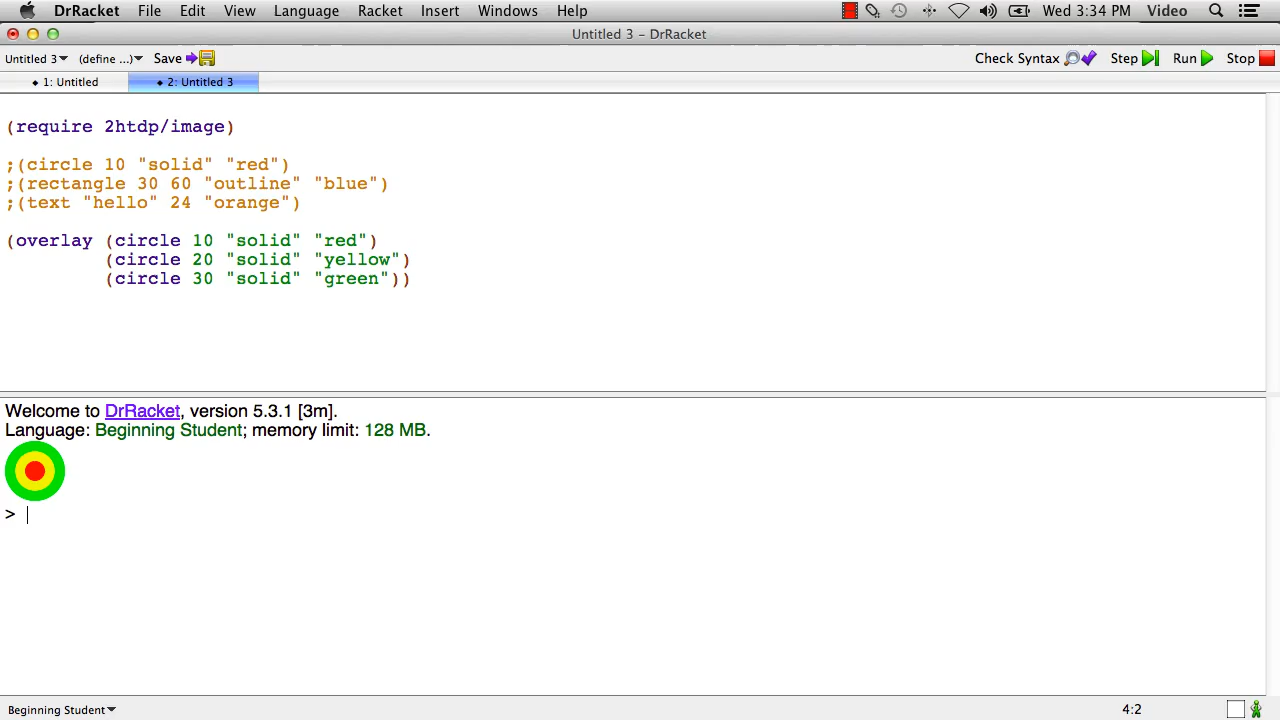 DrRacket File Edit View Language Racket Insert Windows Help Wed 3:34 PM Video
Untitled 3 – DrRacket
Untitled 3 (define ...) Save Check Syntax Step Run Stop
1: Untitled 2: Untitled 3
(require 2htdp/image)
;(circle 10 "solid" "red")
;(rectangle 30 60 "outline" "blue")
;(text "hello" 24 "orange")
(overlay (circle 10 "solid" "red")
(circle 20 "solid" "yellow")
(circle 30 "solid" "green"))
Welcome to DrRacket, version 5.3.1 [3m].
Language: Beginning Student; memory limit: 128 MB.
>
Beginning Student 4:2